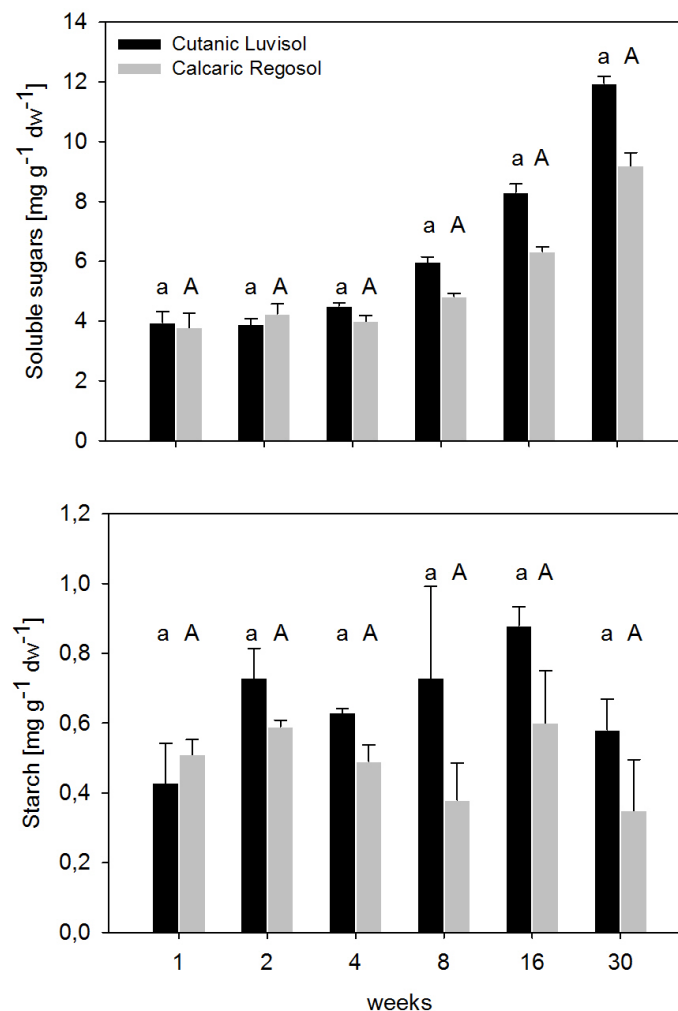 14
12
10
8
6
4
2
0
Soluble sugars [mg g-1 dw-1]
Cutanic Luvisol
Calcaric Regosol
a A
a A
a A
a A
a A
a A
1,2
1,0
0,8
0,6
0,4
0,2
0,0
Starch [mg g-1 dw-1]
a A
a A
a A
a A
a A
a A
1 2 4 8 16 30
weeks